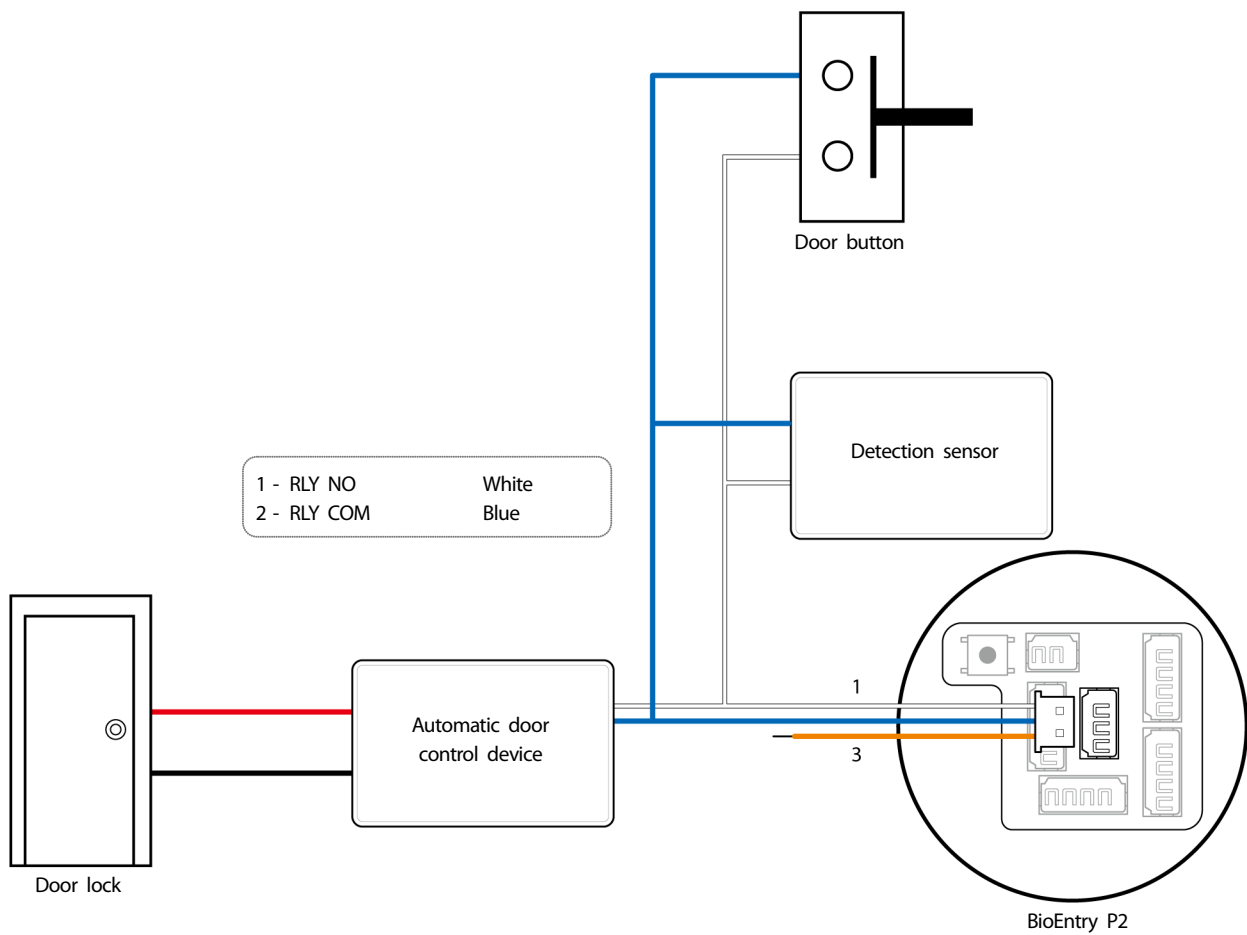 Door button
Detection sensor
1 - RLY NO White
2 - RLY COM Blue
1
Automatic door
control device
3
Door lock
BioEntry P2